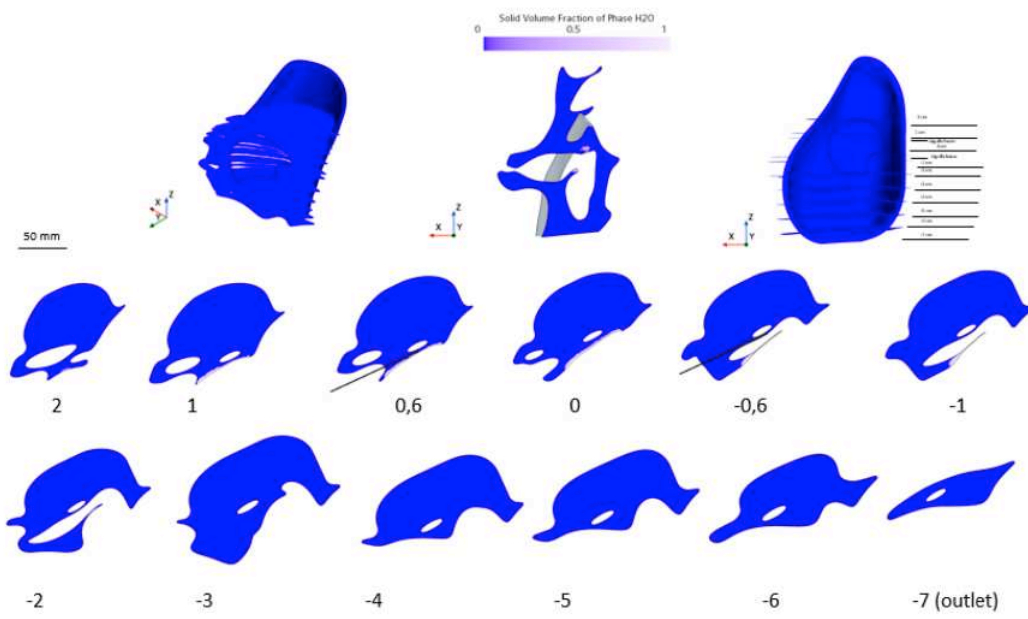 Solid Volume Fraction of Phase H20
0 0.5 1
X Z Y
X Z Y
X Z Y
50 mm
2 1 0,6 0 -0,6 -1
-2 -3 -4 -5 -6 -7 (outlet)